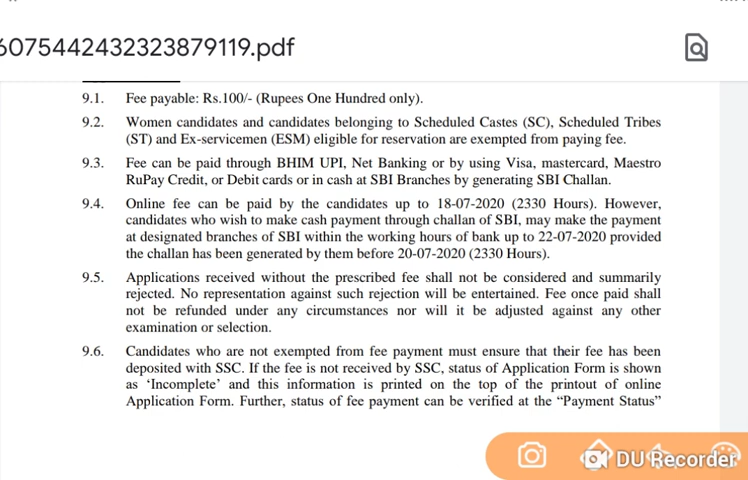 6075442432323879119.pdf
9.1. Fee payable: Rs.100/- (Rupees One Hundred only).
9.2. Women candidates and candidates belonging to Scheduled Castes (SC), Scheduled Tribes
(ST) and Ex-servicemen (ESM) eligible for reservation are exempted from paying fee.
9.3. Fee can be paid through BHIM UPI, Net Banking or by using Visa, mastercard, Maestro
RuPay Credit, or Debit cards or in cash at SBI Branches by generating SBI Challan.
9.4. Online fee can be paid by the candidates up to 18-07-2020 (2330 Hours). However,
candidates who wish to make cash payment through challan of SBI, may make the payment
at designated branches of SBI within the working hours of bank up to 22-07-2020 provided
the challan has been generated by them before 20-07-2020 (2330 Hours).
9.5. Applications received without the prescribed fee shall not be considered and summarily
rejected. No representation against such rejection will be entertained. Fee once paid shall
not be refunded under any circumstances nor will it be adjusted against any other
examination or selection.
9.6. Candidates who are not exempted from fee payment must ensure that their fee has been
deposited with SSC. If the fee is not received by SSC, status of Application Form is shown
as ‘Incomplete’ and this information is printed on the top of the printout of online
Application Form. Further, status of fee payment can be verified at the “Payment Status”
DU Recorder